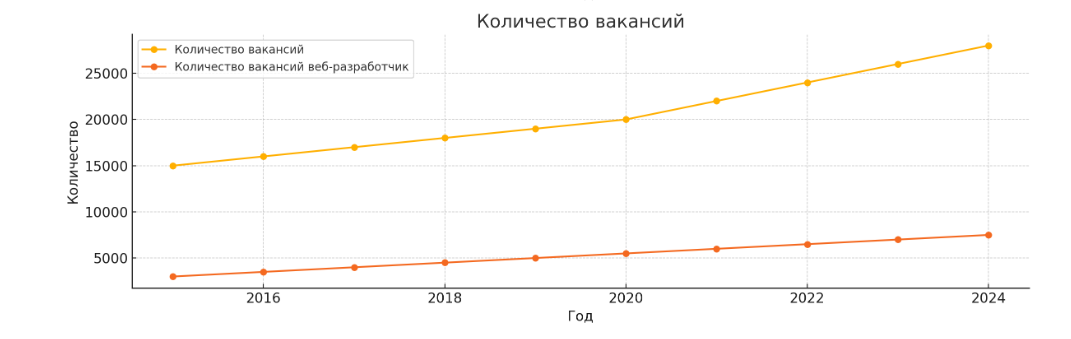 Количество вакансий
Количество вакансий
Количество вакансий веб-разработчик
Количество
25000
20000
15000
10000
5000
2016 2018 2020 2022 2024
Год